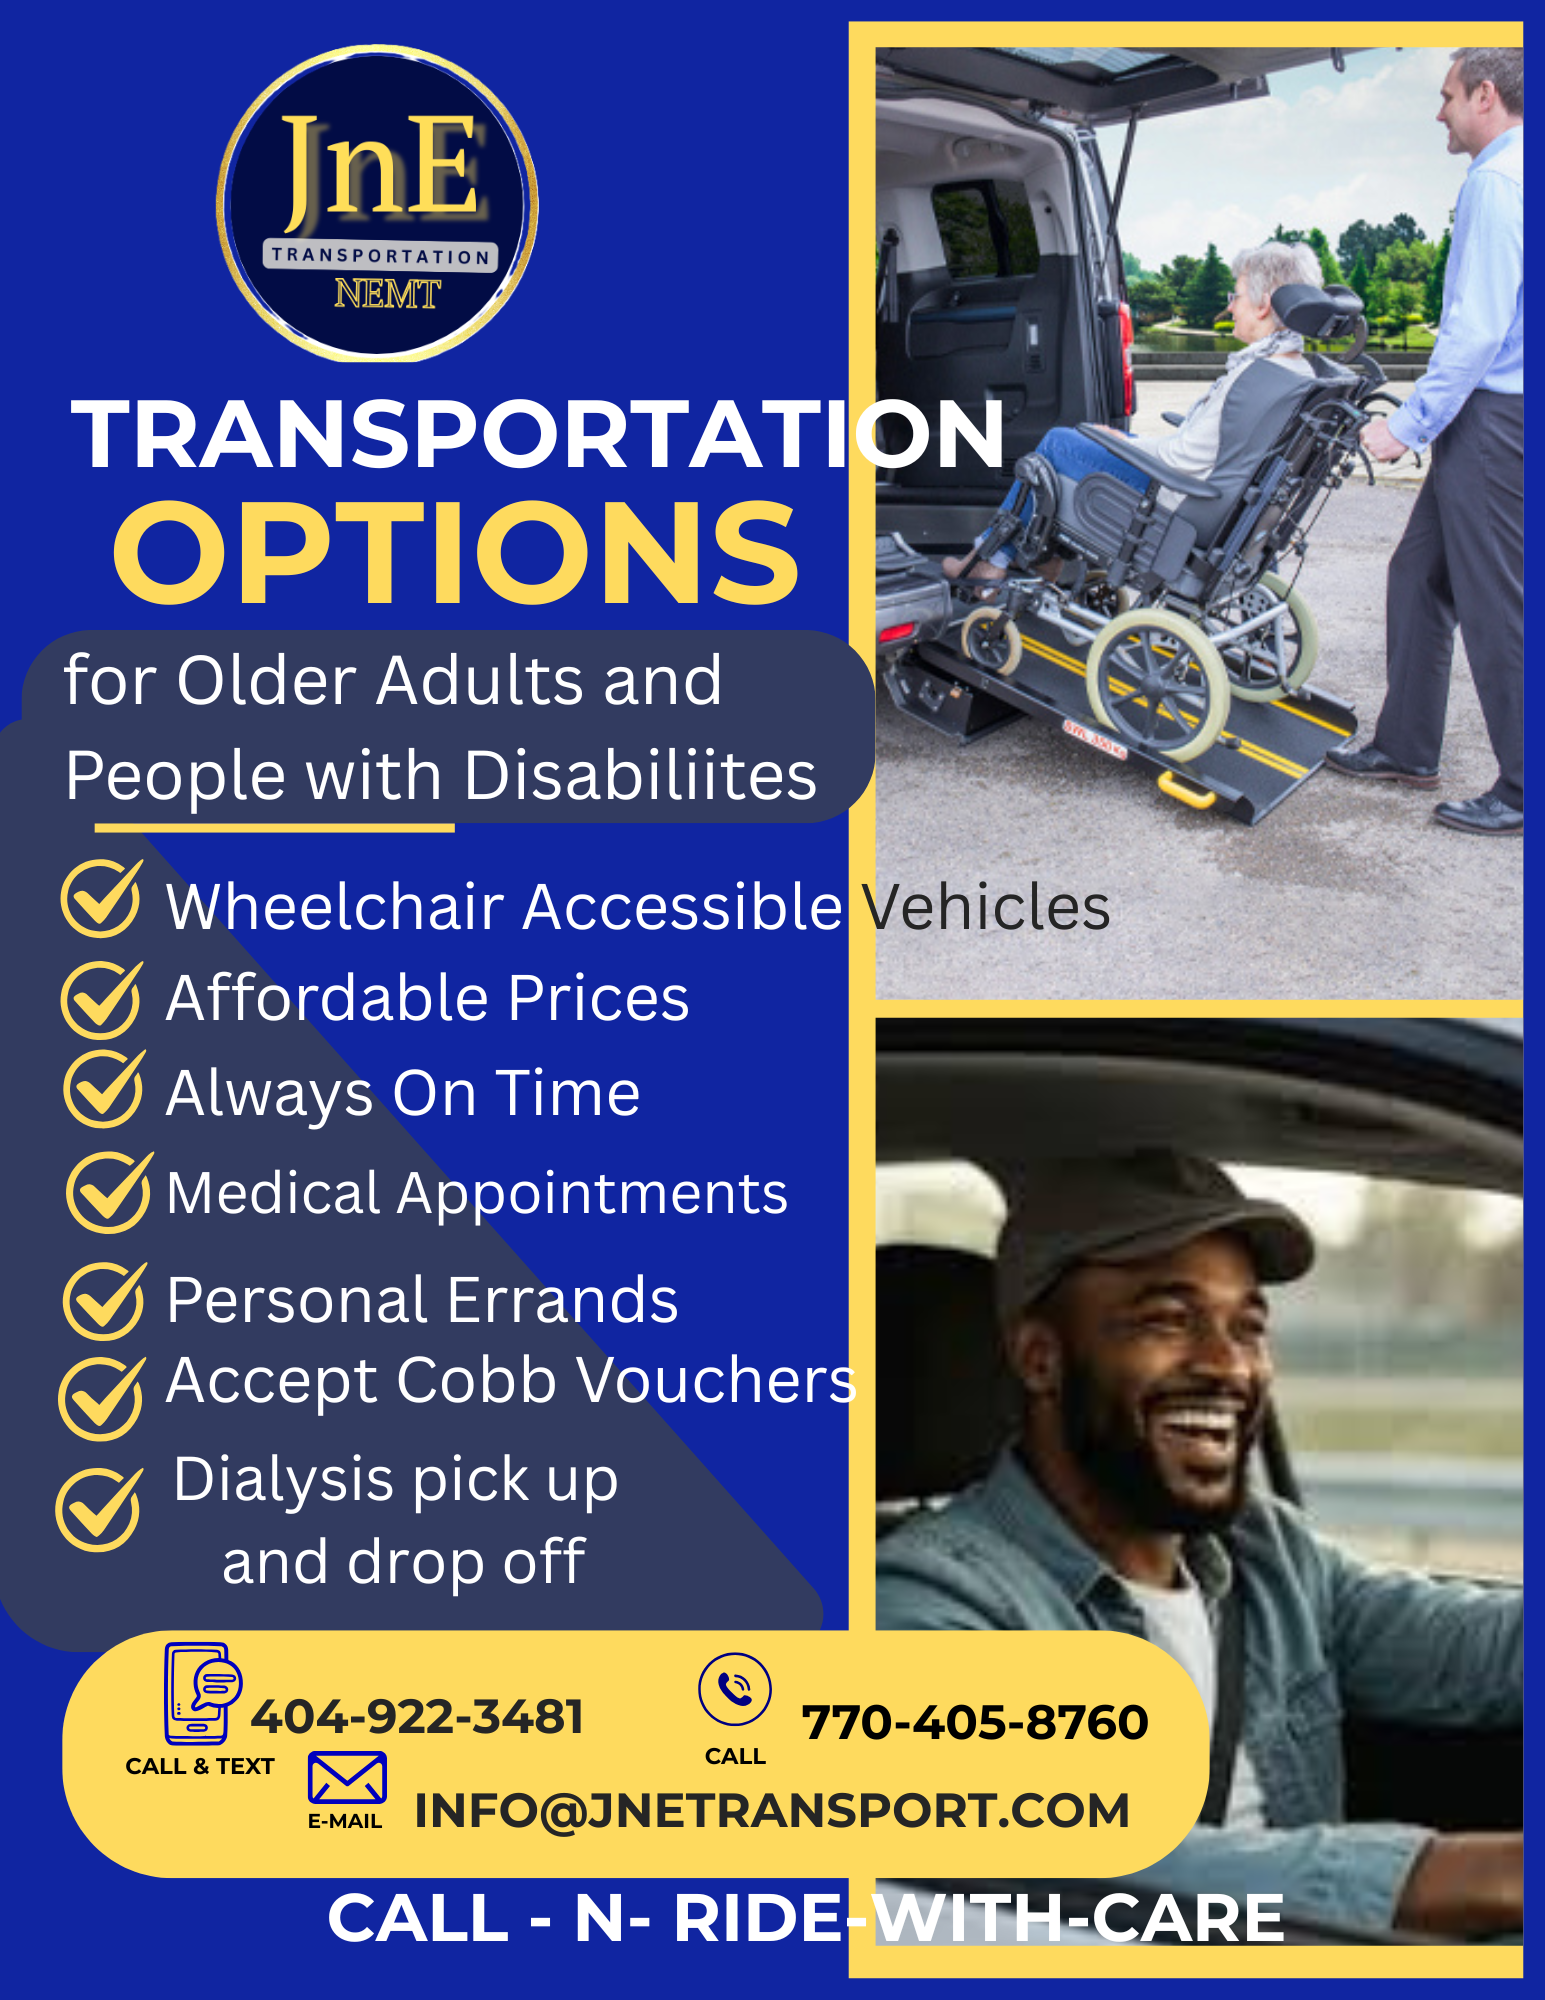 JnE
TRANSPORTATION
NEMT
TRANSPORTATION
OPTIONS
for Older Adults and
People with Disabiliites
Wheelchair Accessible Vehicles
Affordable Prices
Always On Time
Medical Appointments
Personal Errands
Accept Cobb Vouchers
Dialysis pick up
and drop off
404-922-3481
CALL & TEXT
770-405-8760
CALL
E-MAIL
INFO@JNETRANSPORT.COM
CALL - N- RIDE-WITH-CARE